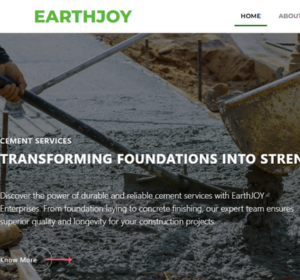 EARTHJOY
HOME ABOU
CEMENT SERVICES
TRANSFORMING FOUNDATIONS INTO STREN
Discover the power of durable and reliable cement services with EarthJOY
Enterprises. From foundation laying to concrete finishing, our expert team ensures
superior quality and longevity for your construction projects.
Know More